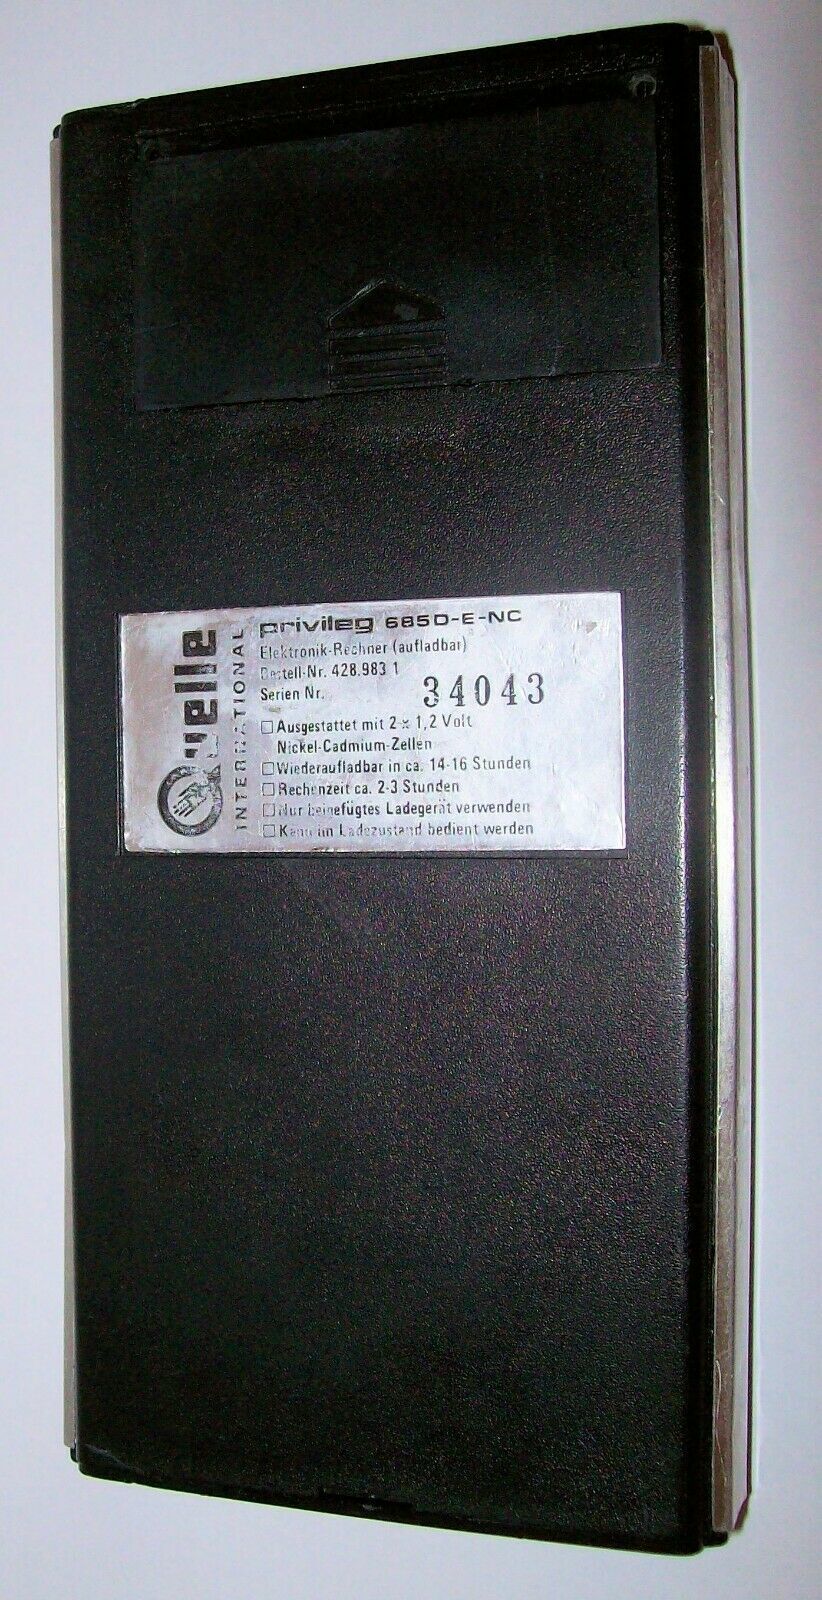 Quelle
INTERNATIONAL
privileg 685D-E-NC
Elektronik-Rechner (aufladbar)
Bestell-Nr. 428.983 1
Serien Nr. 34043
□ Ausgestattet mit 2 x 1,2 Volt
Nickel-Cadmium-Zellen
□ Wiederaufladbar in ca. 14-16 Stunden
□ Rechenzeit ca. 2-3 Stunden
□ Nur beigefügtes Ladegerät verwenden
□ Kann im Ladezustand bedient werden